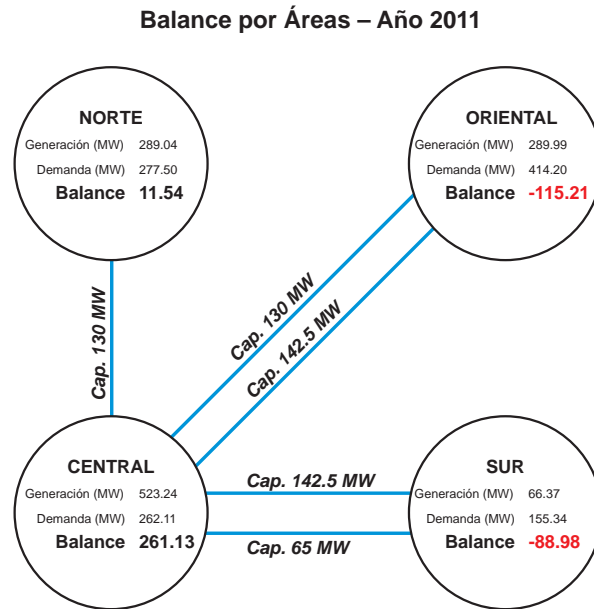 Balance por Áreas – Año 2011
NORTE
Generación (MW) 289.04
Demanda (MW) 277.50
Balance 11.54
ORIENTAL
Generación (MW) 289.99
Demanda (MW) 414.20
Balance -115.21
Cap. 130 MW
Cap. 130 MW
Cap. 142.5 MW
CENTRAL
Generación (MW) 523.24
Demanda (MW) 262.11
Balance 261.13
Cap. 142.5 MW
Cap. 65 MW
SUR
Generación (MW) 66.37
Demanda (MW) 155.34
Balance -88.98